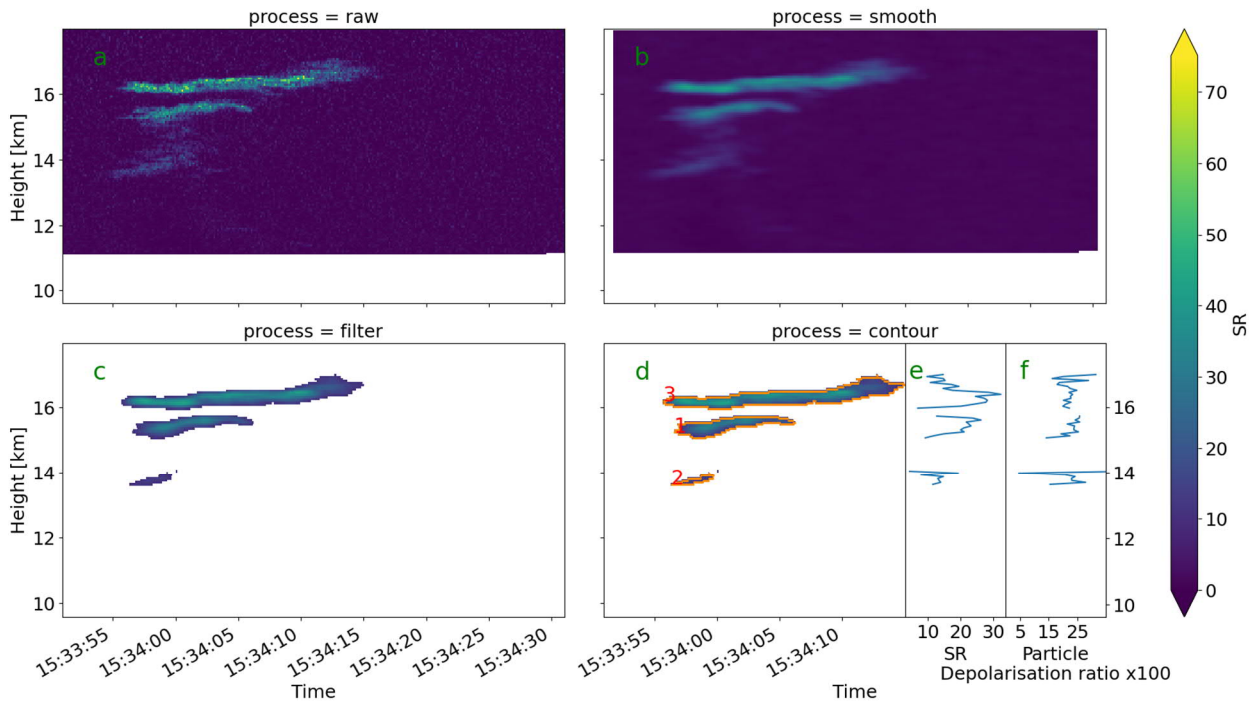 process = raw
process = smooth
a
b
Height [km]
16
14
12
10
70
60
50
40
30
20
10
0
SR
process = filter
process = contour
c
d
e
f
3
1
2
Height [km]
16
14
12
10
16
14
12
10
15:33:55
15:34:00
15:34:05
15:34:10
15:34:15
15:34:20
15:34:25
15:34:30
Time
15:33:55
15:34:00
15:34:05
15:34:10
Time
10 20 30
SR
5 15 25
Particle
Depolarisation ratio x100